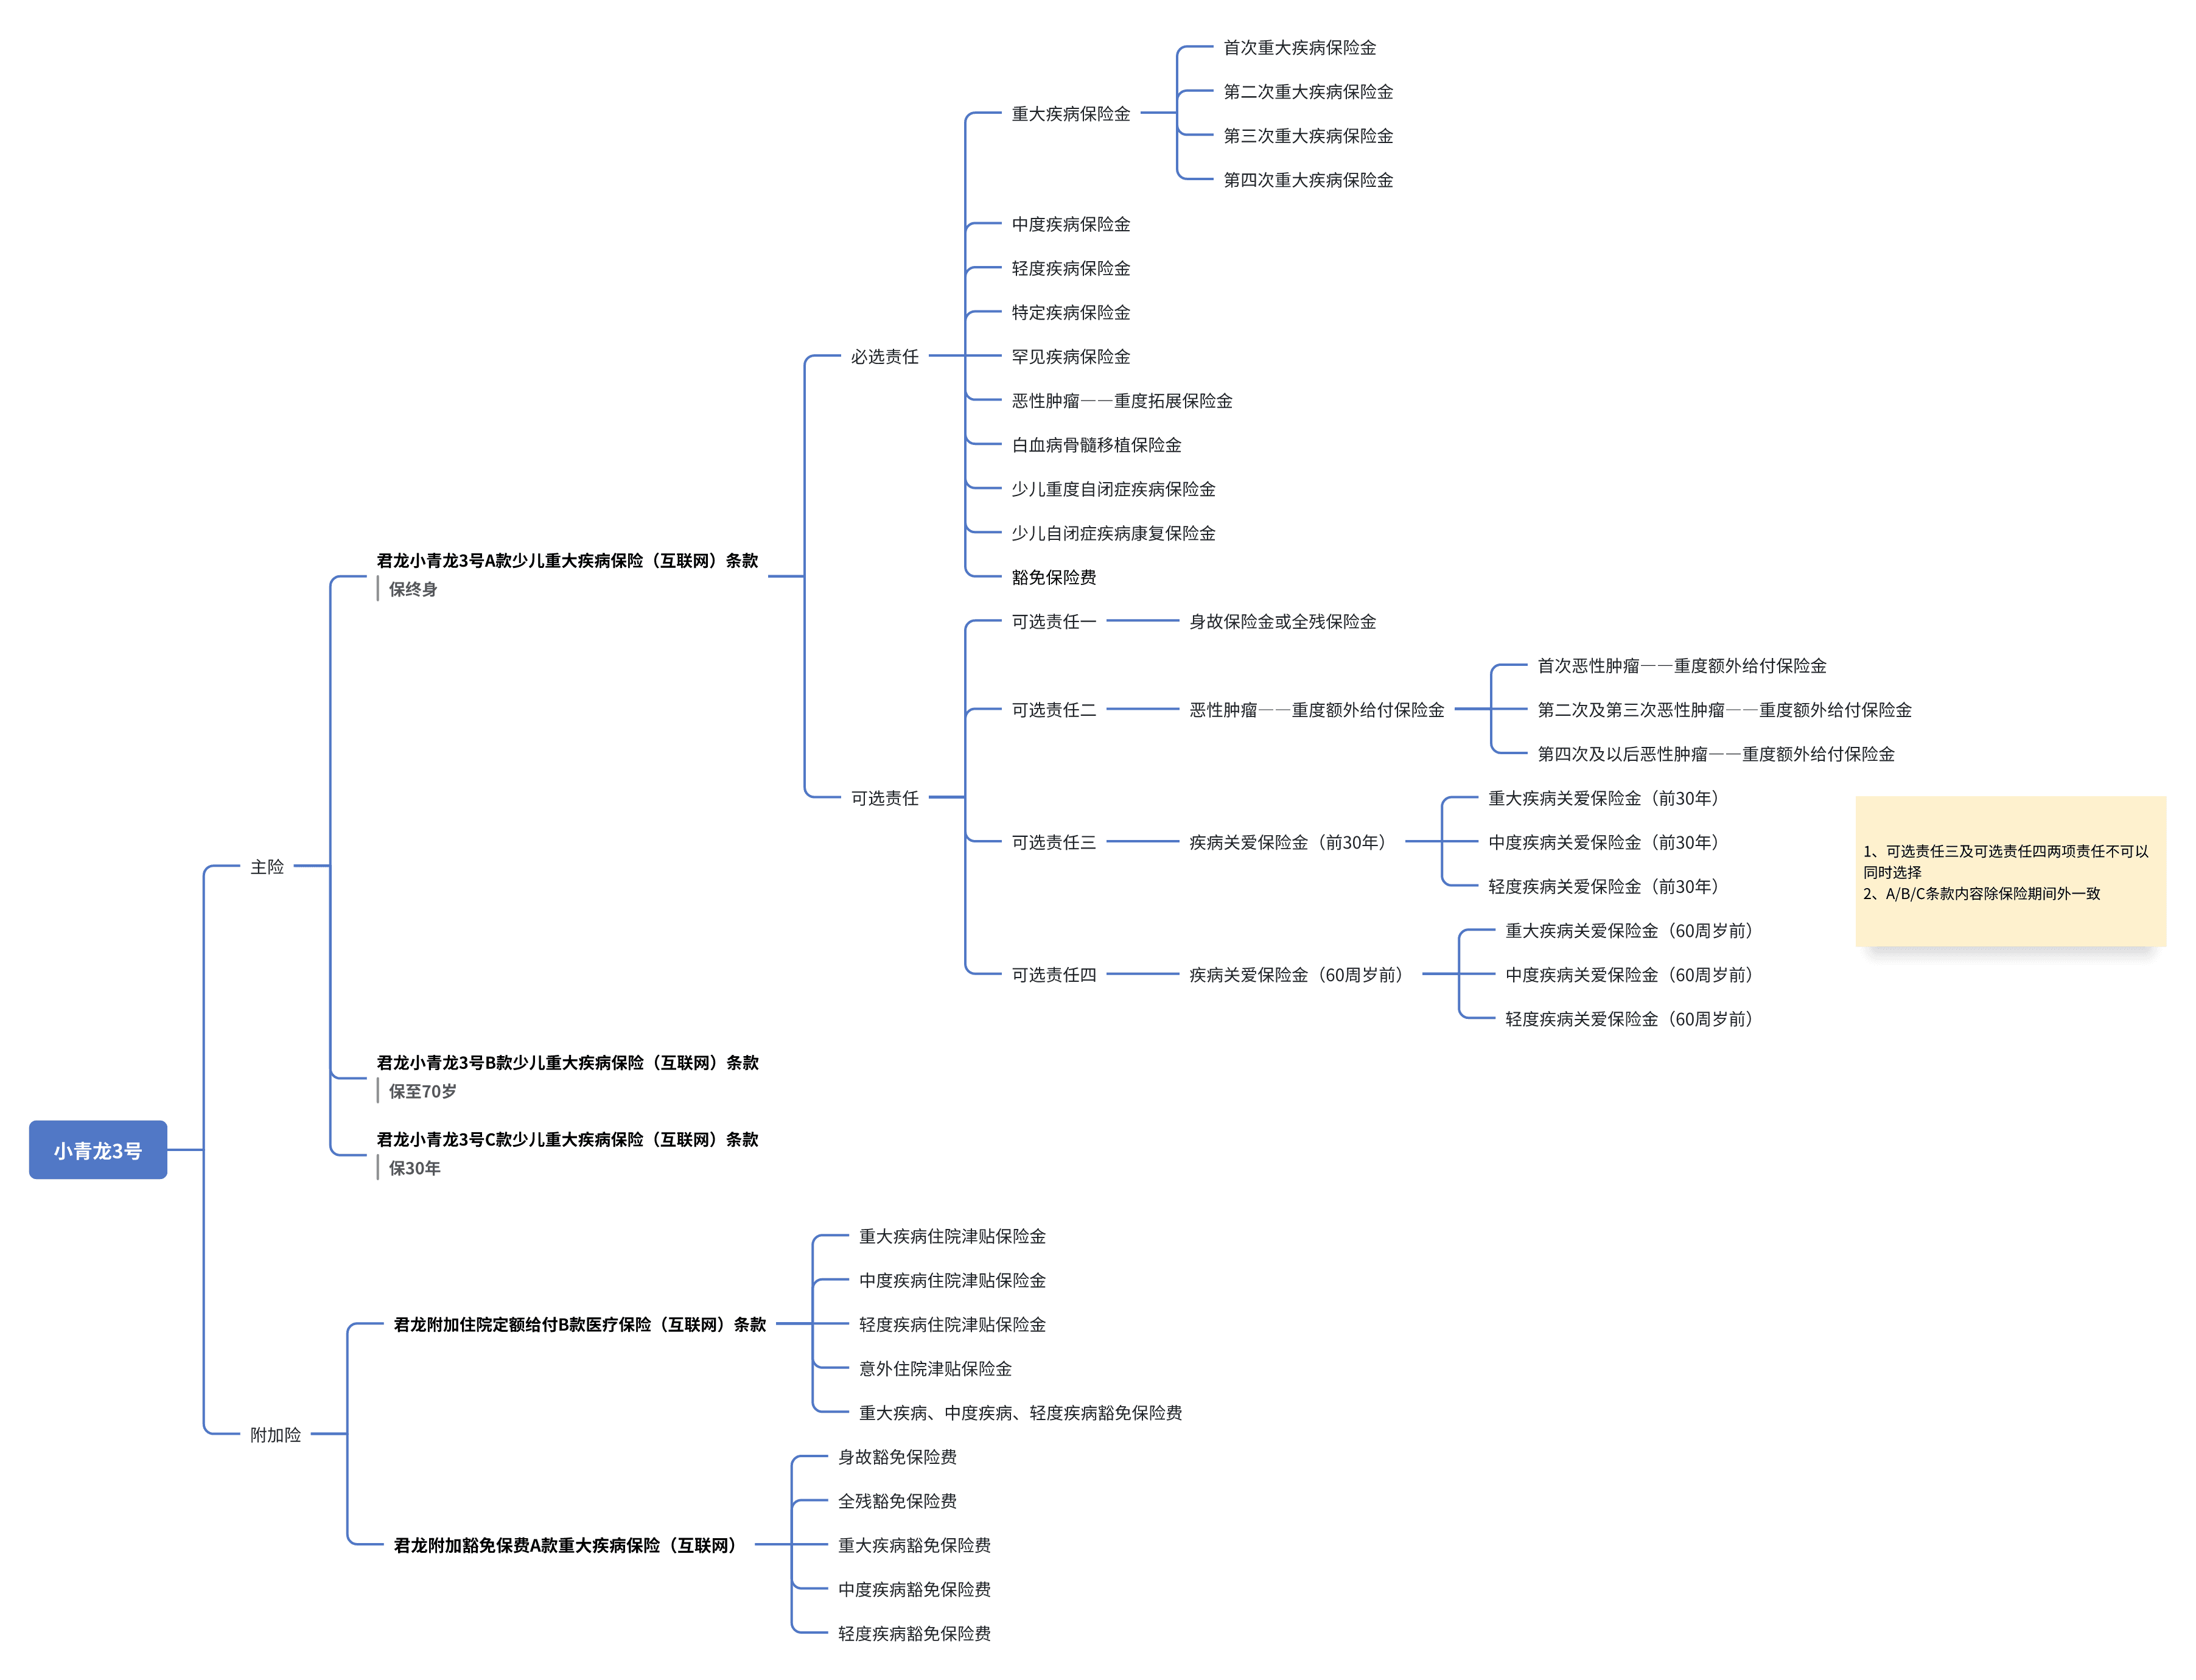 小青龙3号
主险
君龙小青龙3号A款少儿重大疾病保险（互联网）条款
保终身
必选责任
重大疾病保险金
首次重大疾病保险金
第二次重大疾病保险金
第三次重大疾病保险金
第四次重大疾病保险金
中度疾病保险金
轻度疾病保险金
特定疾病保险金
罕见疾病保险金
恶性肿瘤——重度拓展保险金
白血病骨髓移植保险金
少儿重度自闭症疾病保险金
少儿自闭症疾病康复保险金
豁免保险费
可选责任
可选责任一
身故保险金或全残保险金
可选责任二
恶性肿瘤——重度额外给付保险金
首次恶性肿瘤——重度额外给付保险金
第二次及第三次恶性肿瘤——重度额外给付保险金
第四次及以后恶性肿瘤——重度额外给付保险金
可选责任三
疾病关爱保险金（前30年）
重大疾病关爱保险金（前30年）
中度疾病关爱保险金（前30年）
轻度疾病关爱保险金（前30年）
可选责任四
疾病关爱保险金（60周岁前）
重大疾病关爱保险金（60周岁前）
中度疾病关爱保险金（60周岁前）
轻度疾病关爱保险金（60周岁前）
1、可选责任三及可选责任四两项责任不可以
同时选择
2、A/B/C条款内容除保险期间外一致
君龙小青龙3号B款少儿重大疾病保险（互联网）条款
保至70岁
君龙小青龙3号C款少儿重大疾病保险（互联网）条款
保30年
附加险
君龙附加住院定额给付B款医疗保险（互联网）条款
重大疾病住院津贴保险金
中度疾病住院津贴保险金
轻度疾病住院津贴保险金
意外住院津贴保险金
重大疾病、中度疾病、轻度疾病豁免保险费
君龙附加豁免保费A款重大疾病保险（互联网）
身故豁免保险费
全残豁免保险费
重大疾病豁免保险费
中度疾病豁免保险费
轻度疾病豁免保险费